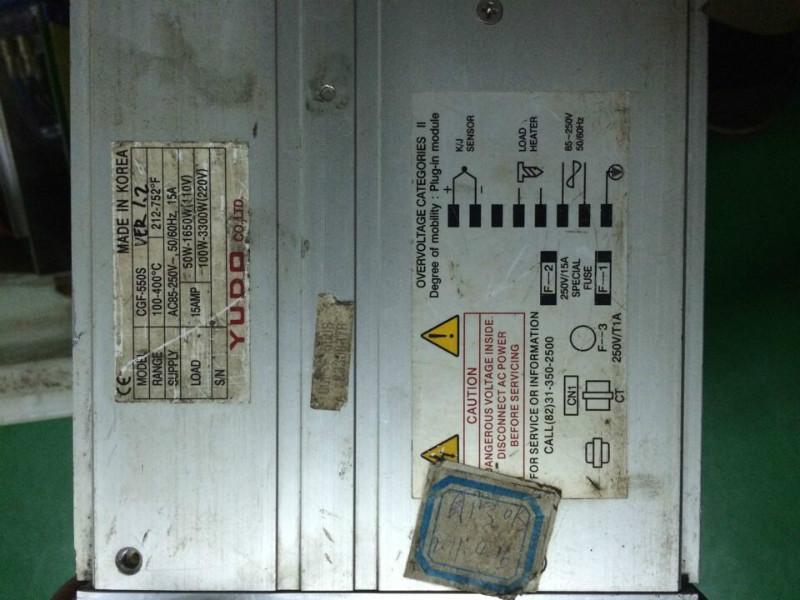 MADE IN KOREA
MODEL CGF-550S VER 1.2
RANGE 100-400°C 212-752°F
SUPPLY AC85-250V~, 50/60Hz, 15A
LOAD 15AMP 50W-1650W(110V)
100W-3300W(220V)
S/N
YUDO CO.,LTD.
OVERVOLTAGE CATEGORIES II
Degree of mobility : Plug-in module
K/J
SENSOR
LOAD
HEATER
85~250V
50/60Hz
+
-
F—2
250V/15A
SPECIAL
FUSE
F—1
CAUTION
DANGEROUS VOLTAGE INSIDE.
DISCONNECT AC POWER
BEFORE SERVICING
FOR SERVICE OR INFORMATION
CALL(82)31-350-2500
CN1
CT
F—3
250V/T1A